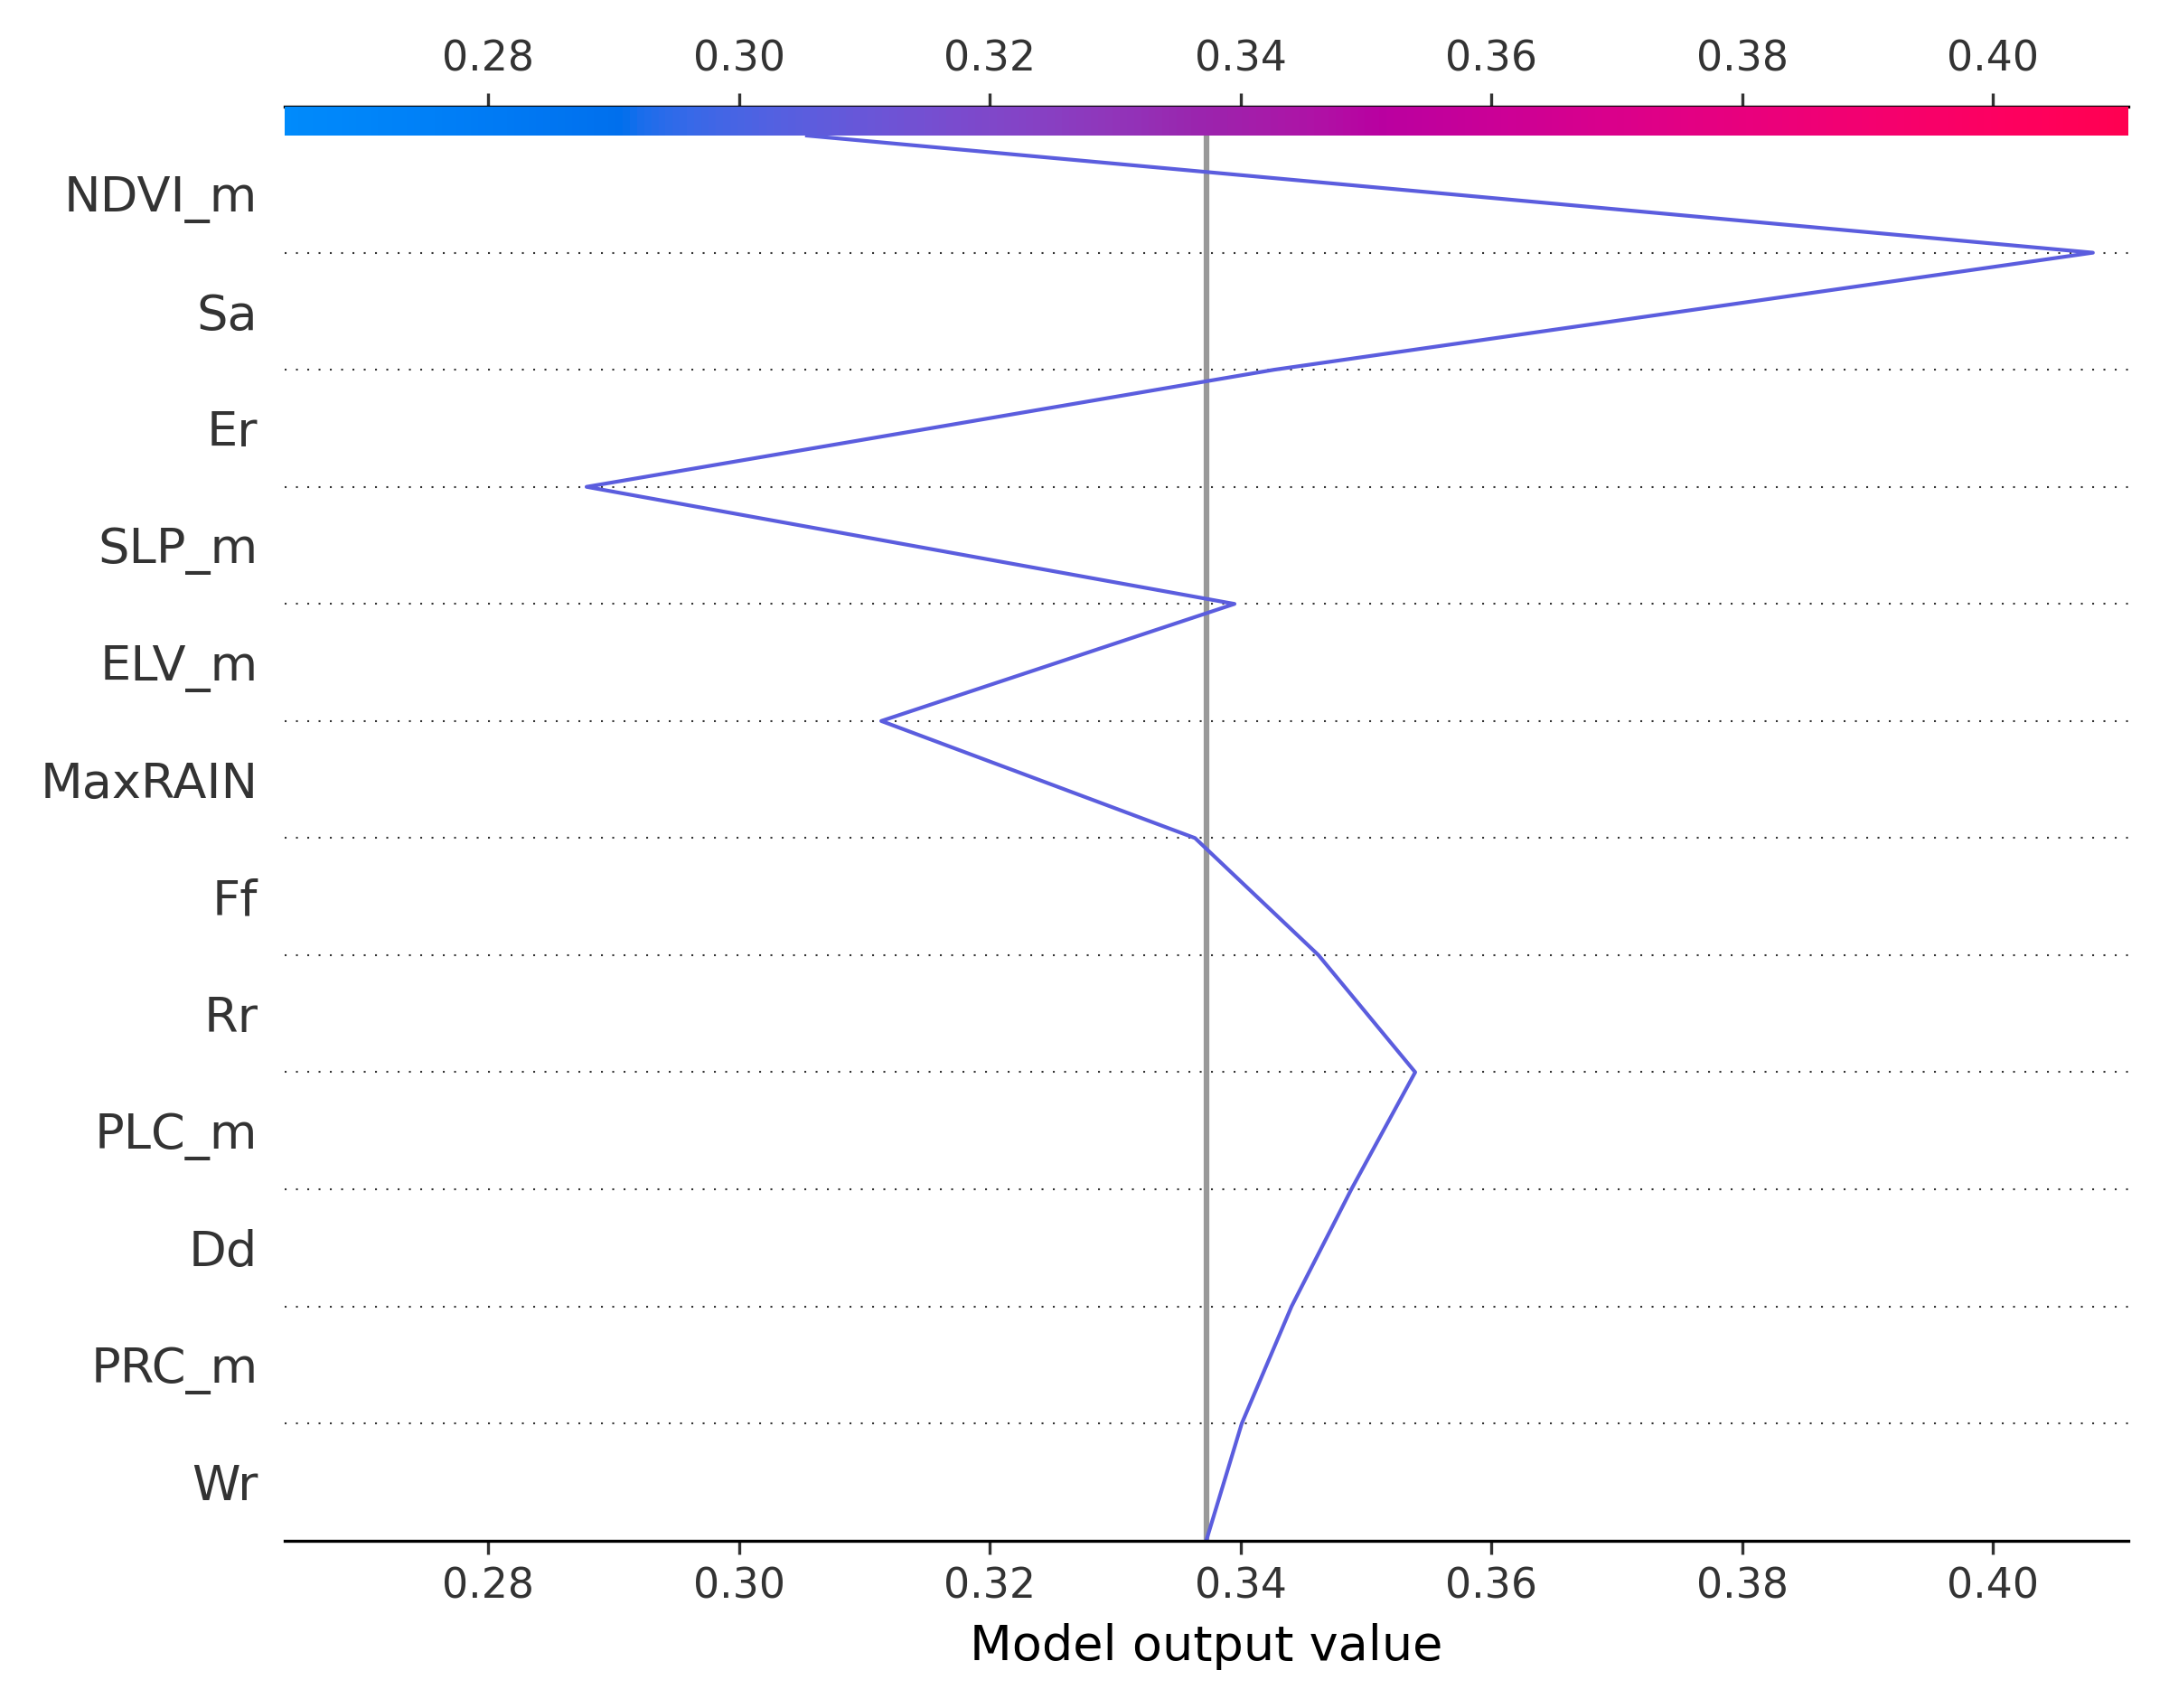 0.28 0.30 0.32 0.34 0.36 0.38 0.40
NDVI_m
Sa
Er
SLP_m
ELV_m
MaxRAIN
Ff
Rr
PLC_m
Dd
PRC_m
Wr
0.28 0.30 0.32 0.34 0.36 0.38 0.40
Model output value